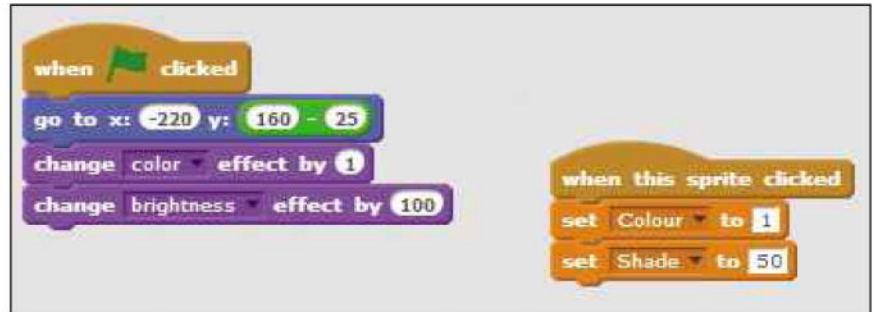 when clicked
go to x: -220 y: 160 - 25
change color effect by 1
change brightness effect by 100
when this sprite clicked
set Colour to 1
set Shade to 50